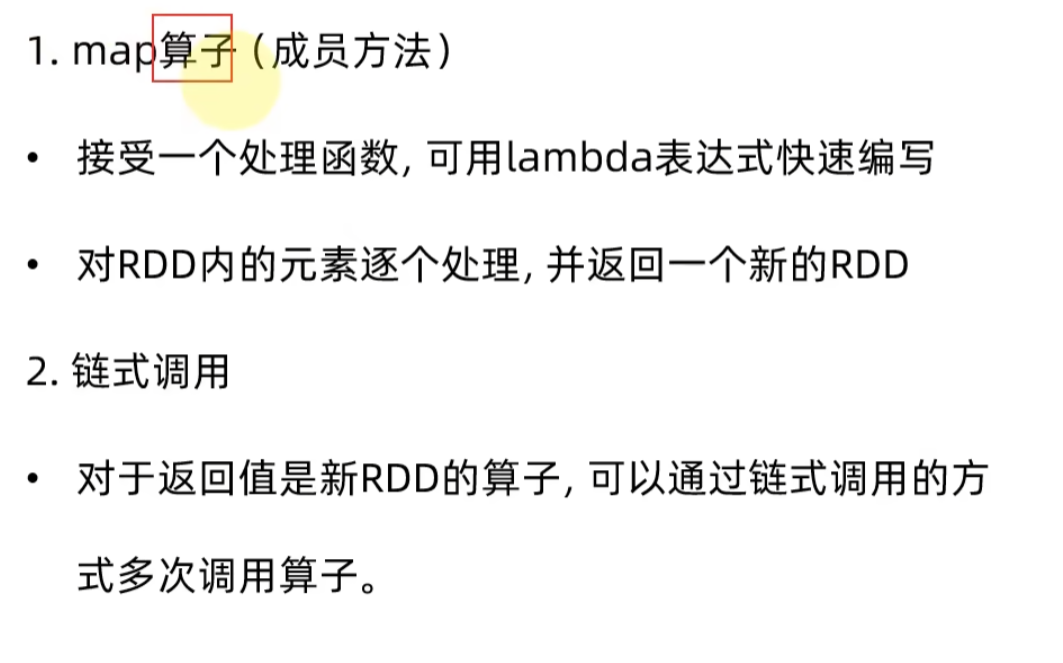 1. map算子（成员方法）
• 接受一个处理函数, 可用lambda表达式快速编写
• 对RDD内的元素逐个处理, 并返回一个新的RDD
2. 链式调用
• 对于返回值是新RDD的算子, 可以通过链式调用的方
式多次调用算子。